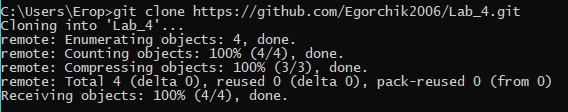 C:\Users\Егор>git clone https://github.com/Egorchik2006/Lab_4.git
Cloning into 'Lab_4'...
remote: Enumerating objects: 4, done.
remote: Counting objects: 100% (4/4), done.
remote: Compressing objects: 100% (3/3), done.
remote: Total 4 (delta 0), reused 0 (delta 0), pack-reused 0 (from 0)
Receiving objects: 100% (4/4), done.